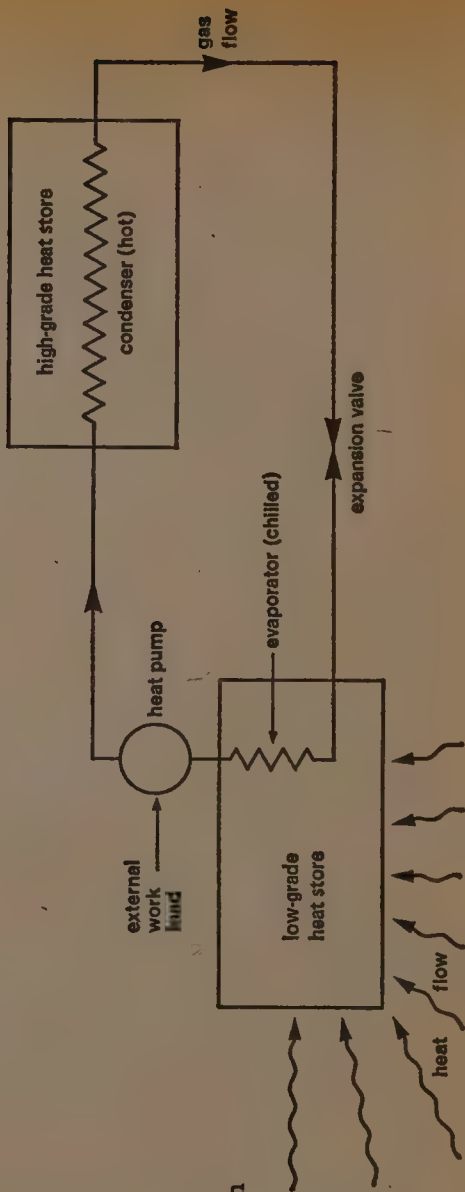 gas
flow
high-grade heat store
condenser (hot)
heat pump
external
work
evaporator (chilled)
expansion valve
low-grade
heat store
heat flow